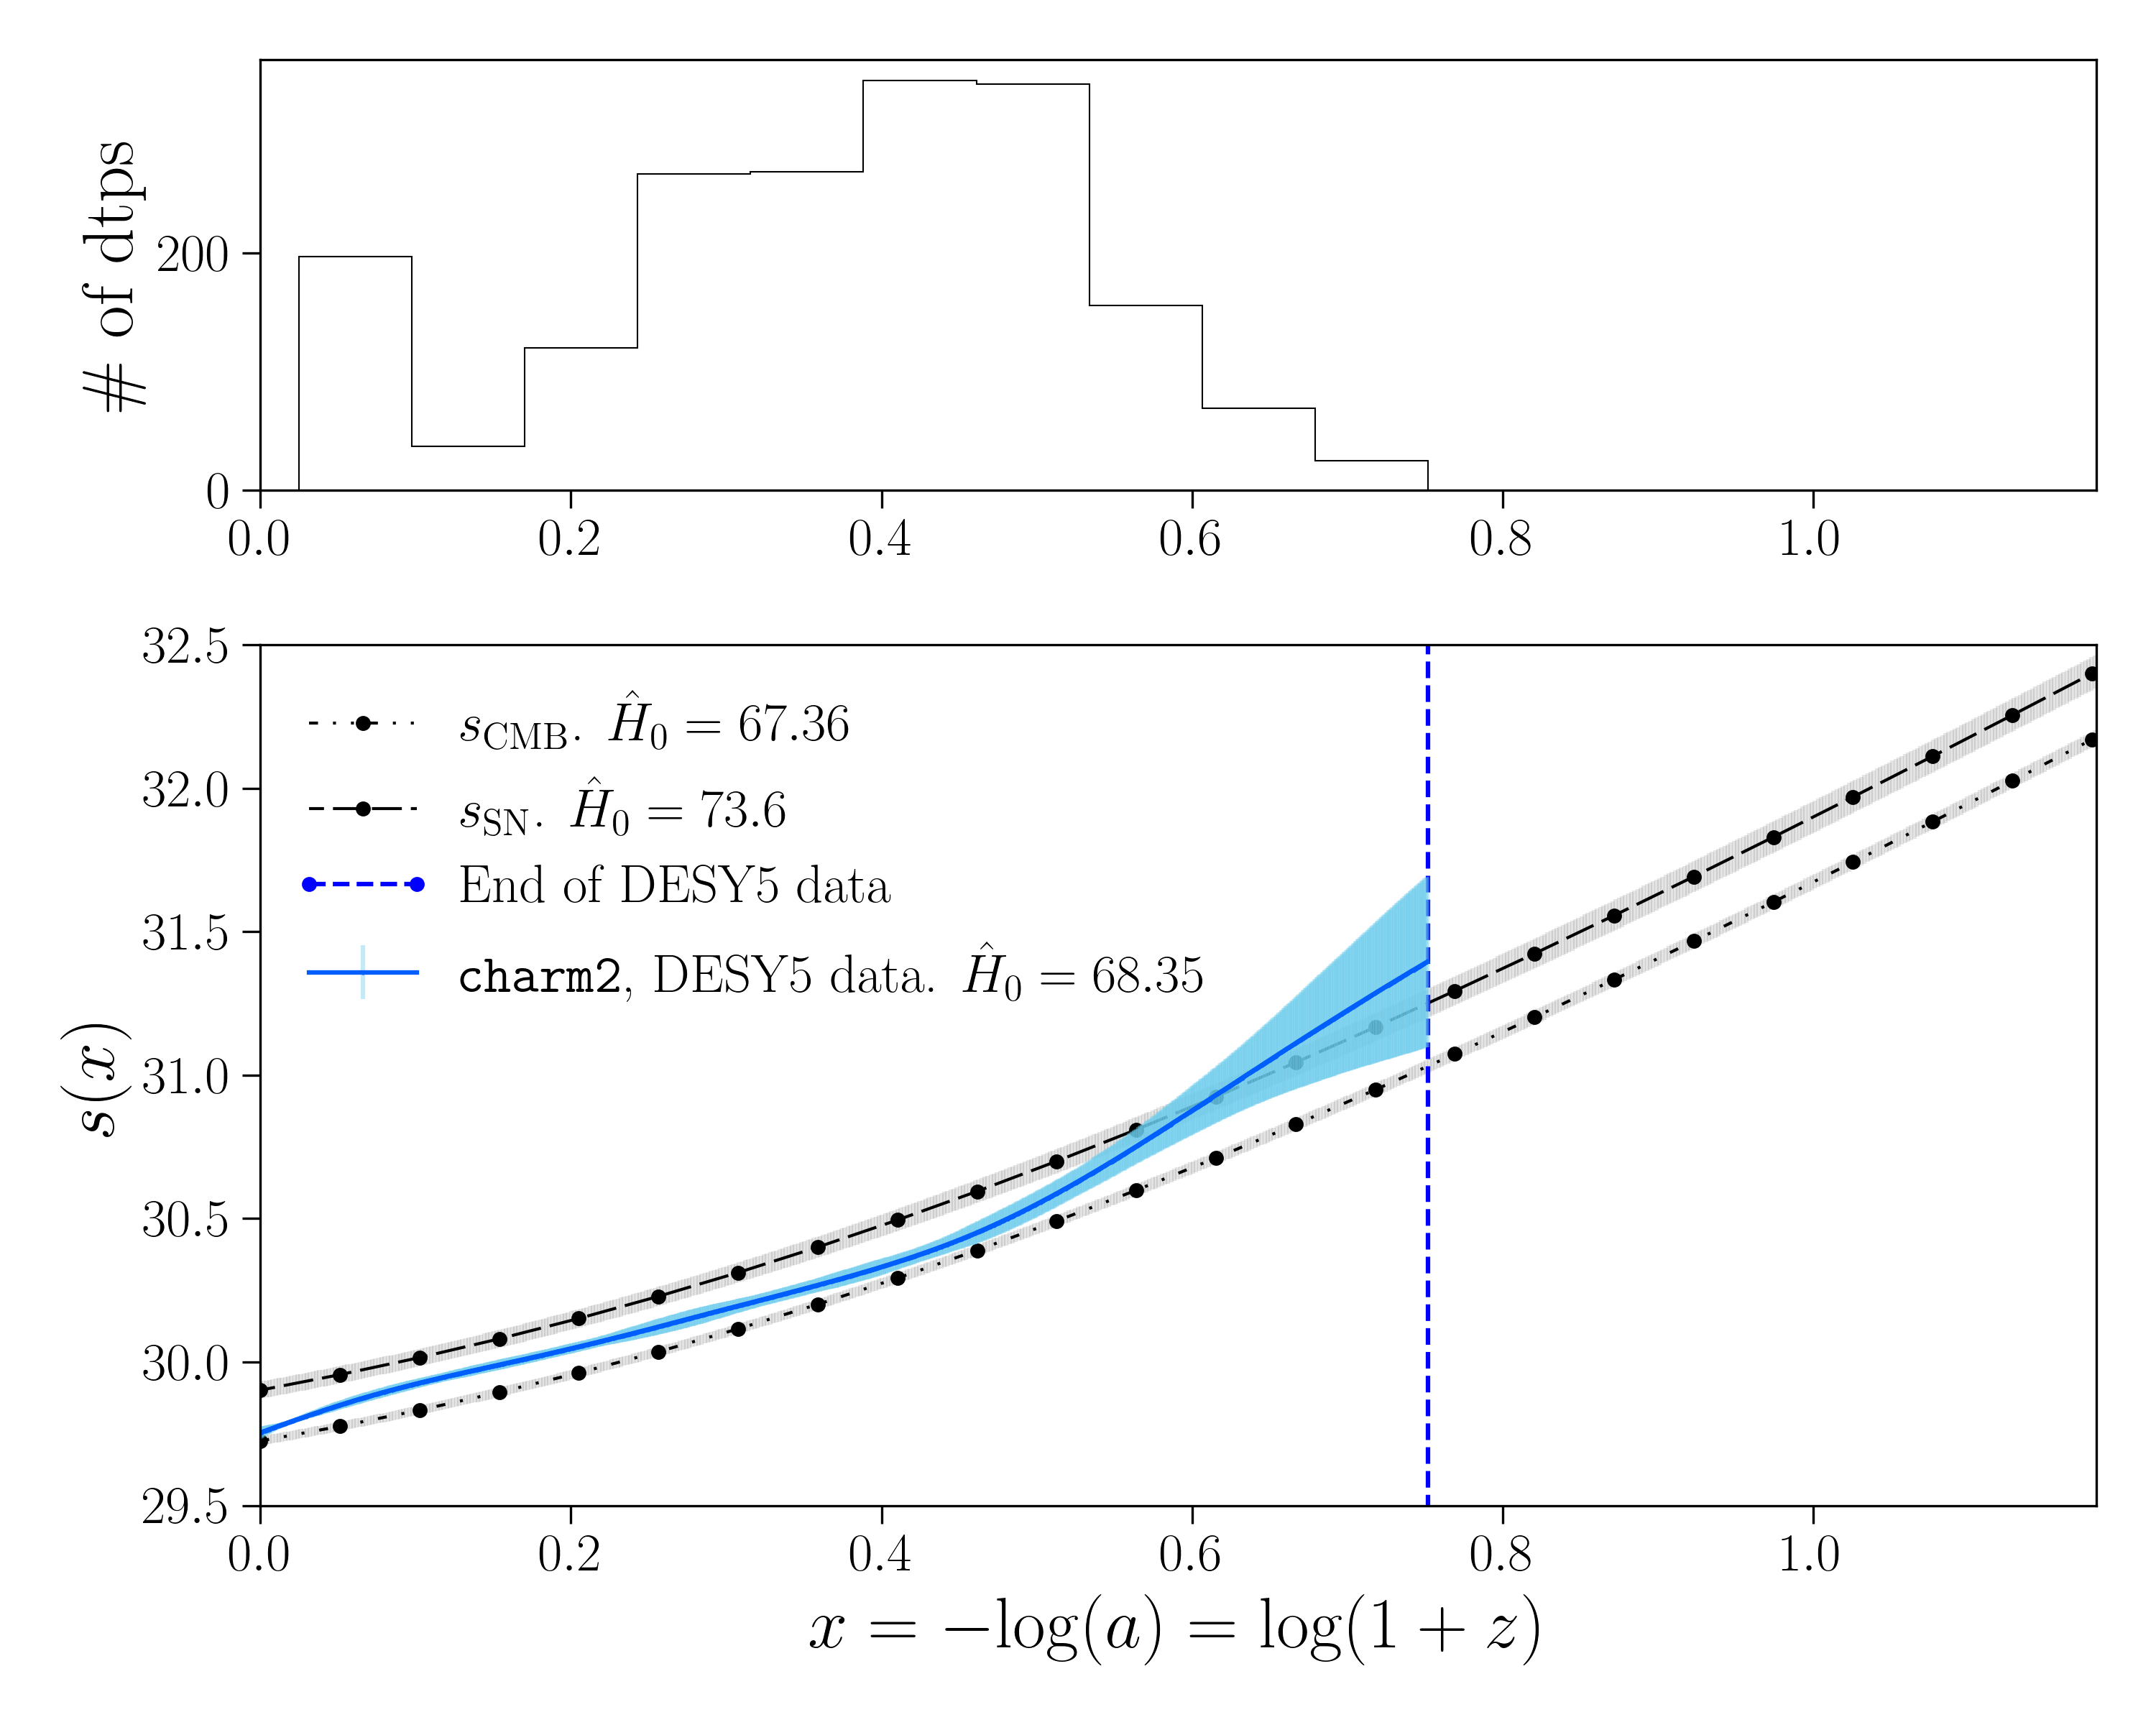 # of dtps
200
0
0.0 0.2 0.4 0.6 0.8 1.0
32.5
32.0
31.5
31.0
30.5
30.0
29.5
s(x)
s_CMB. Ĥ_0 = 67.36
s_SN. Ĥ_0 = 73.6
End of DESY5 data
charm2, DESY5 data. Ĥ_0 = 68.35
0.0 0.2 0.4 0.6 0.8 1.0
x = −log(a) = log(1 + z)